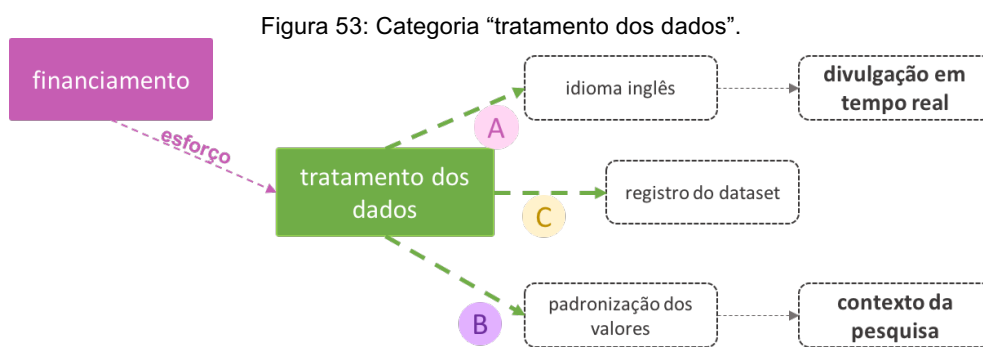 Figura 53: Categoria “tratamento dos dados”.
financiamento
esforço
tratamento dos
dados
A
idioma inglês
divulgação em
tempo real
C
registro do dataset
B
padronização dos
valores
contexto da
pesquisa